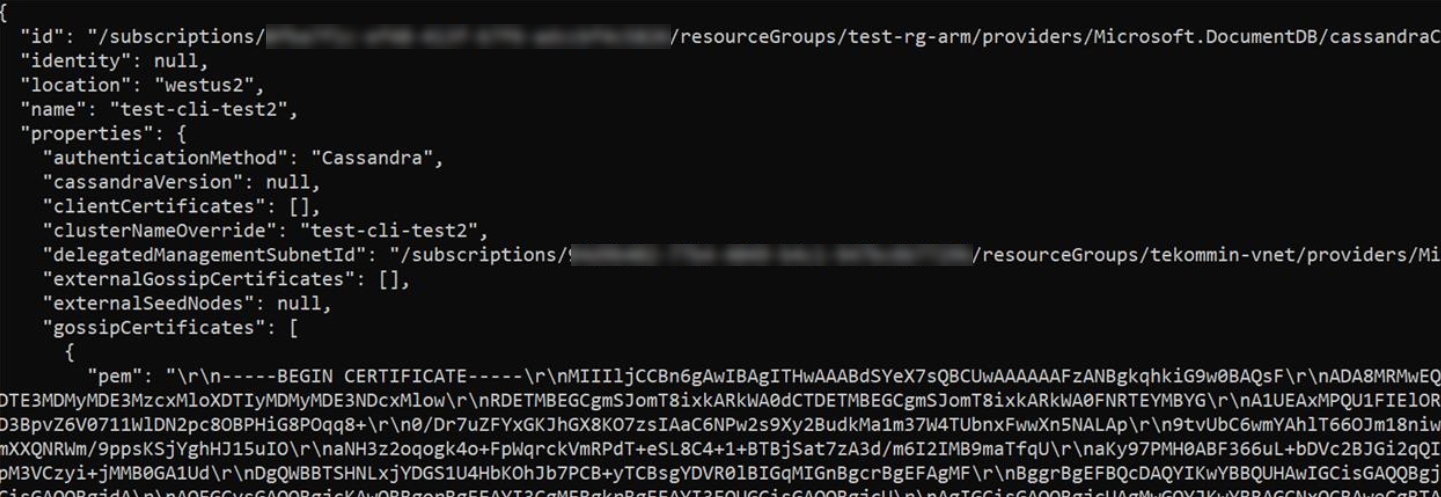 {
"id": "/subscriptions/ /resourceGroups/test-rg-arm/providers/Microsoft.DocumentDB/cassandraC
"identity": null,
"location": "westus2",
"name": "test-cli-test2",
"properties": {
"authenticationMethod": "Cassandra",
"cassandraVersion": null,
"clientCertificates": [],
"clusterNameOverride": "test-cli-test2",
"delegatedManagementSubnetId": "/subscriptions/ /resourceGroups/tekommin-vnet/providers/Mi
"externalGossipCertificates": [],
"externalSeedNodes": null,
"gossipCertificates": [
{
"pem": "\r\n-----BEGIN CERTIFICATE-----\r\nMIIIljCCBn6gAwIBAgITHwAAABdSYeX7sQBCUwAAAAAAFzANBgkqhkiG9w0BAQsF\r\nADA8MRMwEQ
DTE3MDMyMDE3MzcxMloXDTIyMDMyMDE3NDcxMlow\r\nRDETMBEGCgmSJomT8ixkARkWA0dCTDETMBEGCgmSJomT8ixkARkWA0FNRTEYMBYG\r\nA1UEAxMPQU1FIElOR
D3BpvZ6V0711WlDN2pc8OBPHiG8POqq8+\r\n0/Dr7uZFYxGKJhGX8KO7zsIAaC6NPw2s9Xy2BudkMa1m37W4TUbnxFwwXn5NALAp\r\n9tvUbC6wmYAhlT66OJm18niw
mXXQNRWm/9ppsKSjYghHJ15uIO\r\naNH3z2oqogk4o+FpWqrckVmRPdT+eSL8C4+1+BTBjSat7zA3d/m6I2IMB9maTfqU\r\naKy97PMH0ABF366uL+bDVc2BJGi2qQI
pM3VCzyi+jMMB0GA1Ud\r\nDgQWBBTSHNLxjYDGS1U4HbKOhJb7PCB+yTCBsgYDVR0lBIGqMIGnBgcrBgEFAgMF\r\nBggrBgEFBQcDAQYIKwYBBQUHAwIGCisGAQQBgj